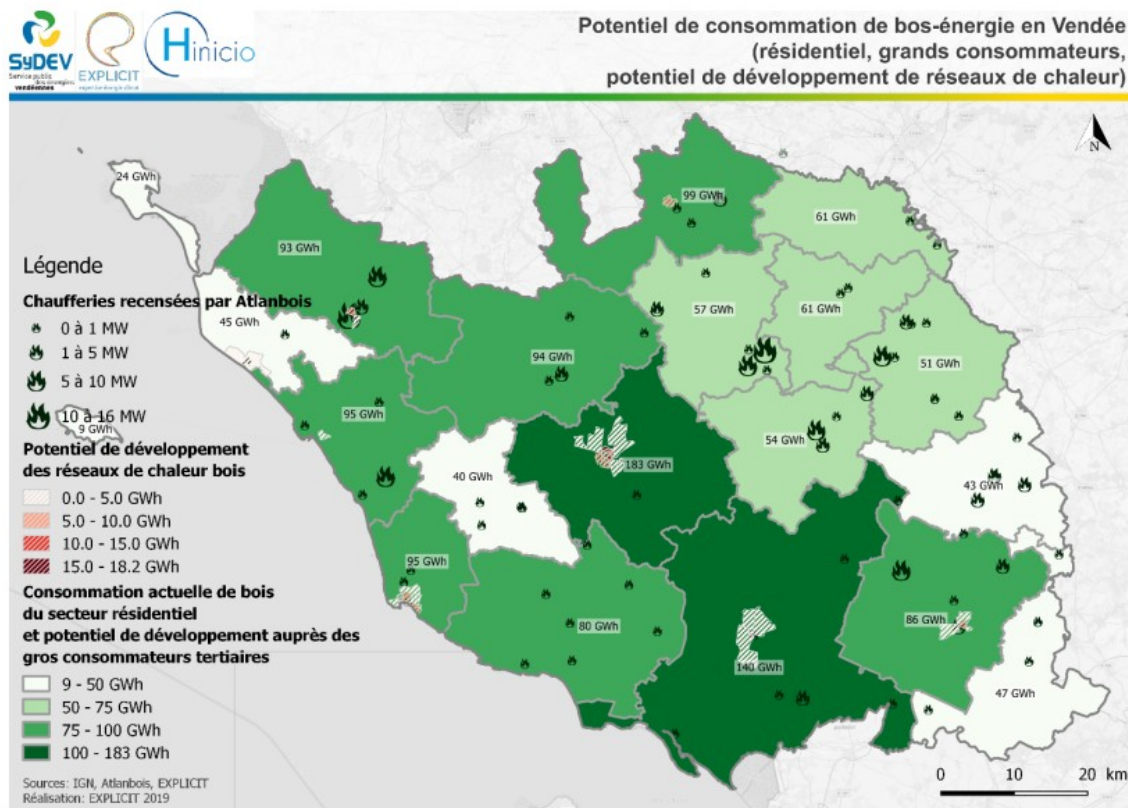 SyDEV
Service public
des énergies
vendéennes
EXPLICIT
Hinicio
Potentiel de consommation de bos-énergie en Vendée
(résidentiel, grands consommateurs,
potentiel de développement de réseaux de chaleur)
N
24 GWh
99 GWh
61 GWh
93 GWh
57 GWh
61 GWh
45 GWh
51 GWh
94 GWh
95 GWh
54 GWh
183 GWh
40 GWh
43 GWh
95 GWh
80 GWh
86 GWh
140 GWh
47 GWh
Légende
Chaufferies recensées par Atlanbois
0 à 1 MW
1 à 5 MW
5 à 10 MW
10 à 16 MW
9 GWh
Potentiel de développement
des réseaux de chaleur bois
0.0 - 5.0 GWh
5.0 - 10.0 GWh
10.0 - 15.0 GWh
15.0 - 18.2 GWh
Consommation actuelle de bois
du secteur résidentiel
et potentiel de développement auprès des
gros consommateurs tertiaires
9 - 50 GWh
50 - 75 GWh
75 - 100 GWh
100 - 183 GWh
Sources: IGN, Atlanbois, EXPLICIT
Réalisation: EXPLICIT 2019
0 10 20 km